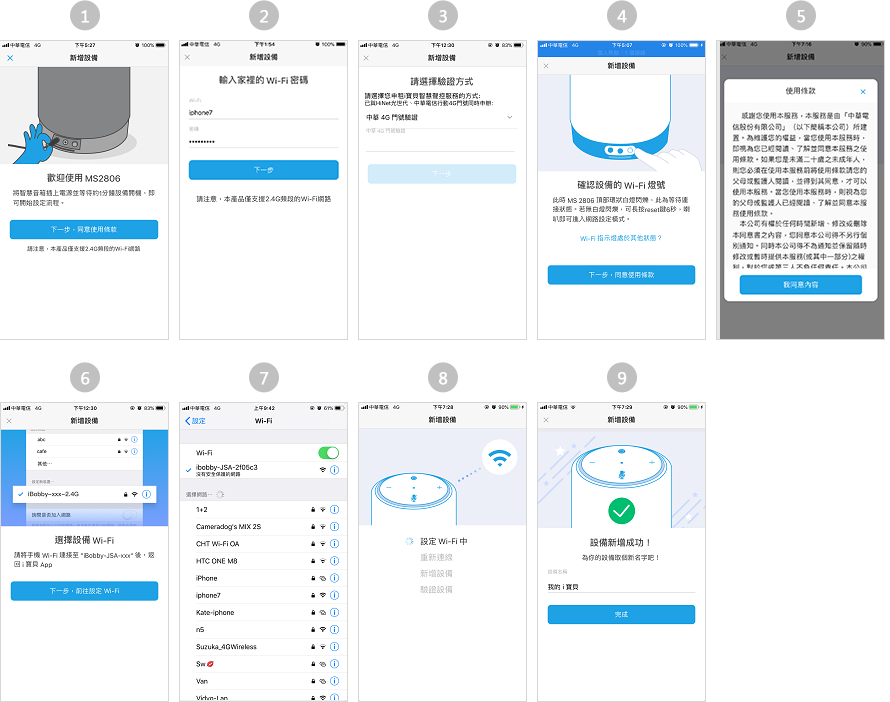 1
中華電信 4G 下午5:27 100%
新增設備
歡迎使用 MS2806
將智慧音箱插上電源並等待約1分鐘設備開機、即
可開始設定流程。
下一步，同意使用條款
請注意，本產品僅支援2.4G頻段的Wi-Fi網路
2
中華電信 4G 下午1:54 100%
新增設備
輸入家裡的 Wi-Fi 密碼
Wi-Fi
iphone7
密碼
•••••••••
下一步
請注意，本產品僅支援2.4G頻段的Wi-Fi網路
3
中華電信 4G 下午12:30 83%
新增設備
請選擇驗證方式
請選擇您申租i寶貝智慧聲控服務的方式:
已與HiNet光世代、中華電信行動4G門號同時申辦:
中華 4G 門號驗證
中華 4G 門號驗證
下一步
4
中華電信 4G 下午5:07 100%
新增設備
確認設備的 Wi-Fi 燈號
此時 MS 2806 頂部環狀白燈閃爍、此為等待連
接狀態。若無白燈閃爍，可長按reset鍵6秒，喇
叭即可進入網路設定模式。
Wi-Fi 指示燈處於其他狀態？
下一步，同意使用條款
5
中華電信 4G 下午7:16 90%
新增設備
使用條款
感謝您使用本服務，本服務是由「中華電
信股份有限公司」（以下簡稱本公司）所建
置。為維護您的權益，當您使用本服務時，
即視為您已經閱讀、了解並同意本服務之使
用條款。如果您是未滿二十歲之未成年人，
則您必須在使用本服務前將使用條款請您的
父母或監護人閱讀，並得到其同意，才可以
使用本服務。當您使用本服務時，則視為您
的父母或監護人已經閱讀、了解並同意本服
務使用條款。
本公司有權於任何時間新增、修改或刪除
本同意書之內容，您同意本公司得不另行個
別通知。同時本公司得不為通知並保留隨時
修改或暫時提供本服務(或其中一部分)之權
利，對於您或第三人不負任何責任。本公司
我同意內容
6
中華電信 4G 下午12:30 83%
新增設備
abc
cafe
其他⋯
iBobby-xxx-2.4G
詢問是否加入網路
選擇設備 Wi-Fi
請將手機 Wi-Fi 連接至 "iBobby-JSA-xxx" 後，返
回 i 寶貝 App
下一步，前往設定 Wi-Fi
7
中華電信 4G 上午9:42 61%
設定 Wi-Fi
Wi-Fi
ibobby-JSA-2f05c3
沒有安全保護的網路
選擇網路⋯
1+2
Cameradog's MIX 2S
CHT Wi-Fi OA
HTC ONE M8
iPhone
iphone7
Kate-iphone
n5
Suzuka_4GWireless
Sw💋
Van
Vidyo-Lan
8
中華電信 4G 下午7:28 90%
新增設備
設定 Wi-Fi 中
重新連線
新增設備
驗證設備
9
中華電信 下午7:29 90%
新增設備
設備新增成功！
為你的設備取個新名字吧！
設備名稱
我的 i 寶貝
完成